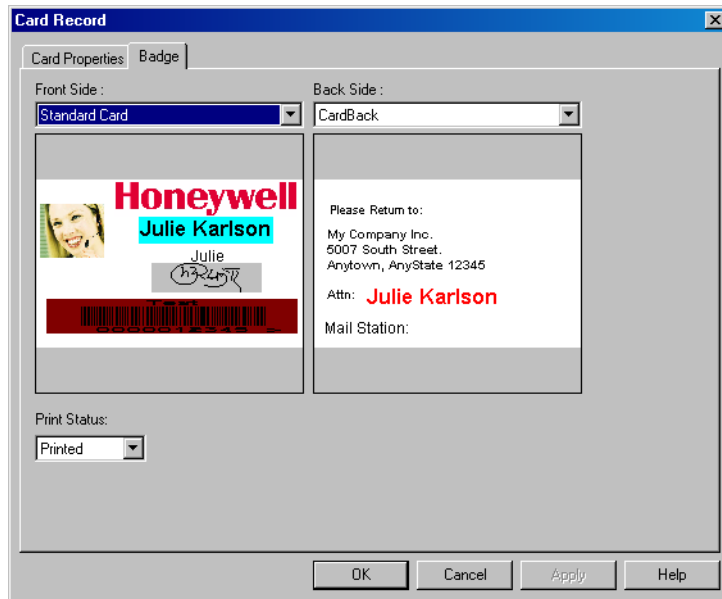 Card Record
Card Properties
Badge
Front Side :
Back Side :
Standard Card
CardBack
Honeywell
Julie Karlson
Julie
Test
Please Return to:
My Company Inc.
5007 South Street.
Anytown, AnyState 12345
Attn: Julie Karlson
Mail Station:
Print Status:
Printed
OK
Cancel
Apply
Help